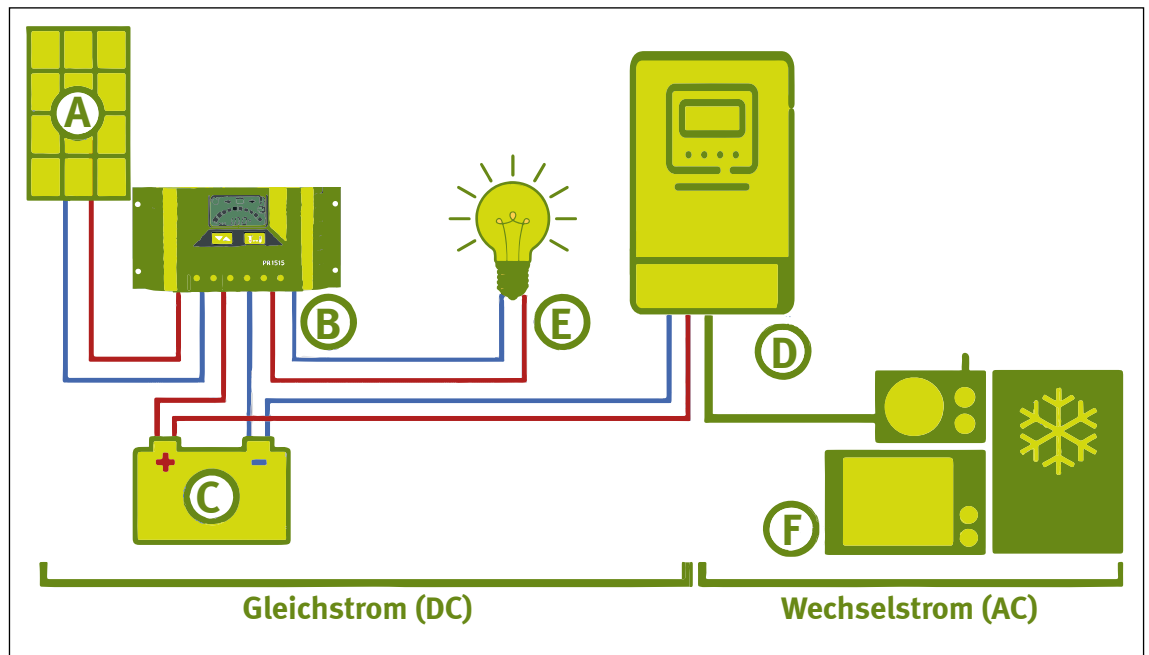 A
PR1515
B
E
D
+
–
C
F
Gleichstrom (DC)
Wechselstrom (AC)